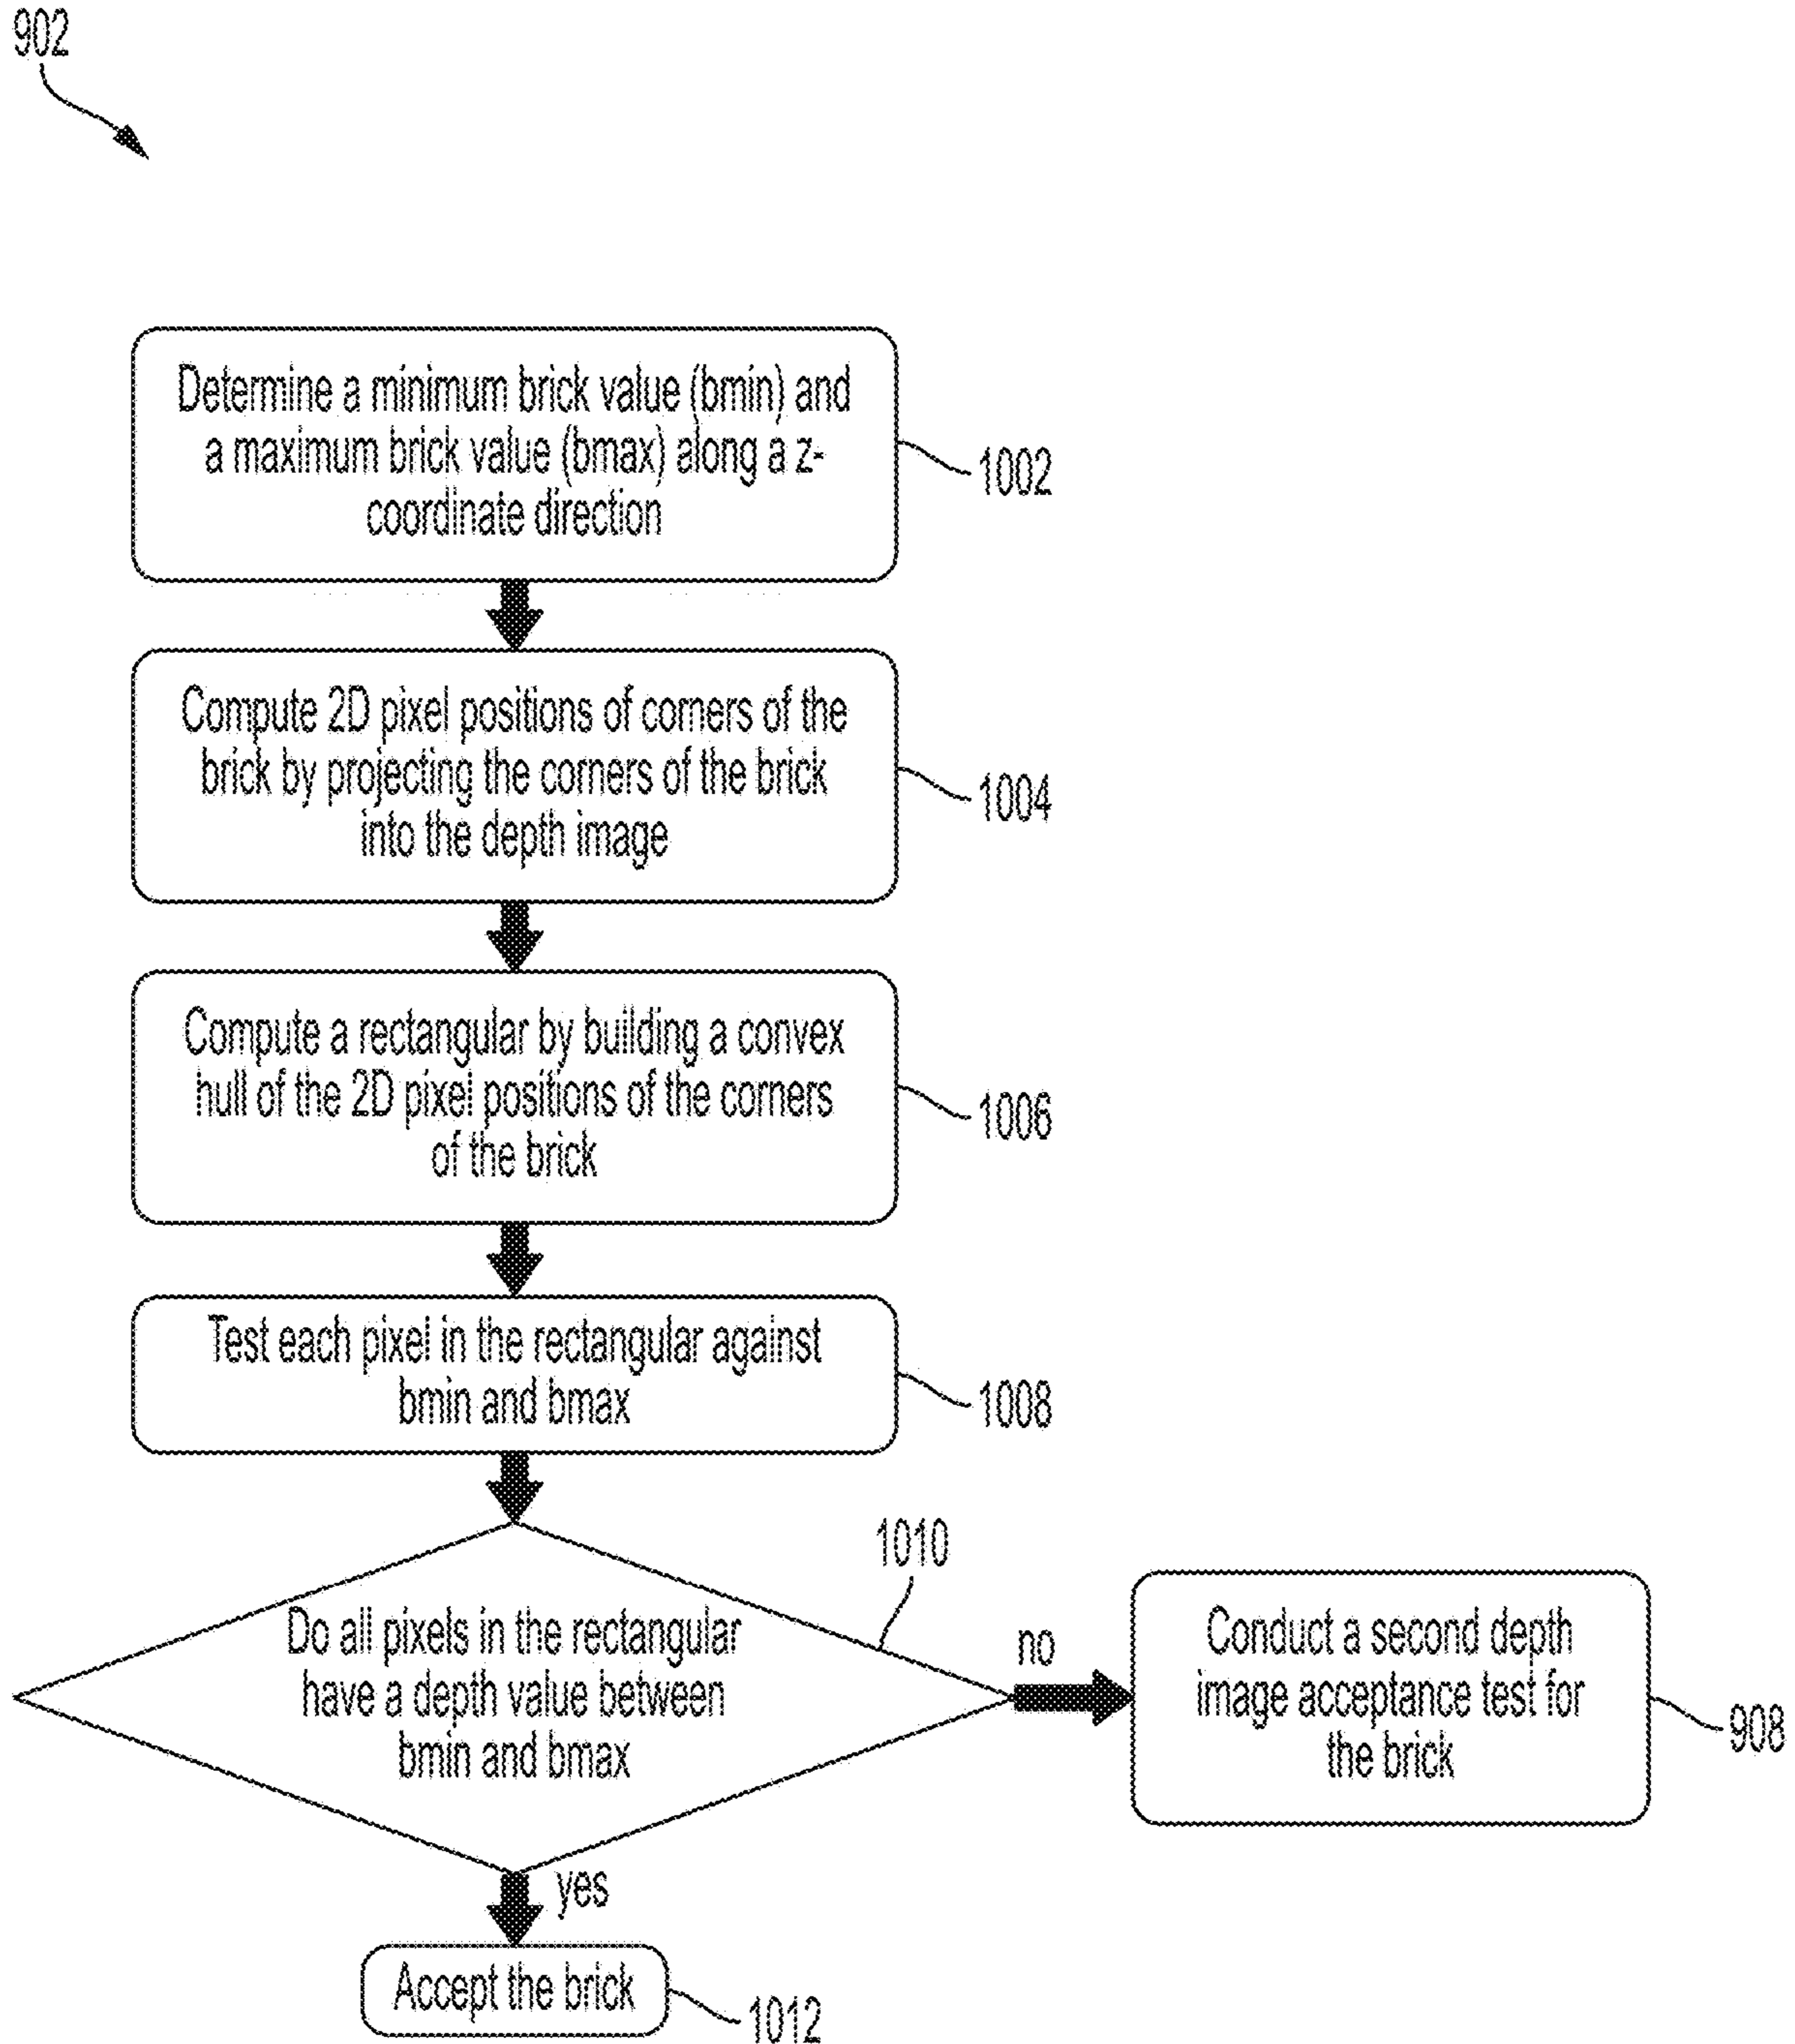 902
Determine a minimum brick value (bmin) and
a maximum brick value (bmax) along a z-
coordinate direction
1002
Compute 2D pixel positions of corners of the
brick by projecting the corners of the brick
into the depth image
1004
Compute a rectangular by building a convex
hull of the 2D pixel positions of the corners
of the brick
1006
Test each pixel in the rectangular against
bmin and bmax
1008
1010
Do all pixels in the rectangular
have a depth value between
bmin and bmax
no
Conduct a second depth
image acceptance test for
the brick
908
yes
Accept the brick
1012